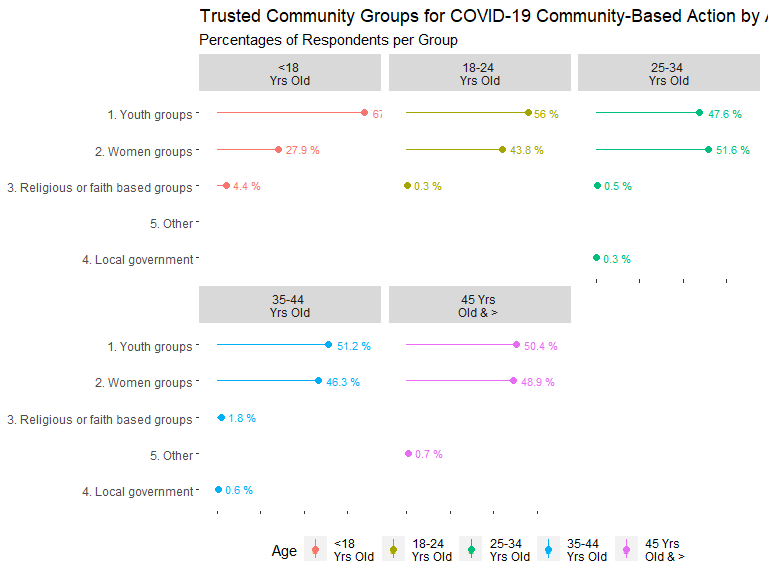 Trusted Community Groups for COVID-19 Community-Based Action by
Percentages of Respondents per Group
<18
Yrs Old
18-24
Yrs Old
25-34
Yrs Old
1. Youth groups
67
56 %
47.6 %
2. Women groups
27.9 %
43.8 %
51.6 %
3. Religious or faith based groups
4.4 %
0.3 %
0.5 %
5. Other
4. Local government
0.3 %
35-44
Yrs Old
45 Yrs
Old & >
1. Youth groups
51.2 %
50.4 %
2. Women groups
46.3 %
48.9 %
3. Religious or faith based groups
1.8 %
5. Other
0.7 %
4. Local government
0.6 %
Age
<18
Yrs Old
18-24
Yrs Old
25-34
Yrs Old
35-44
Yrs Old
45 Yrs
Old & >